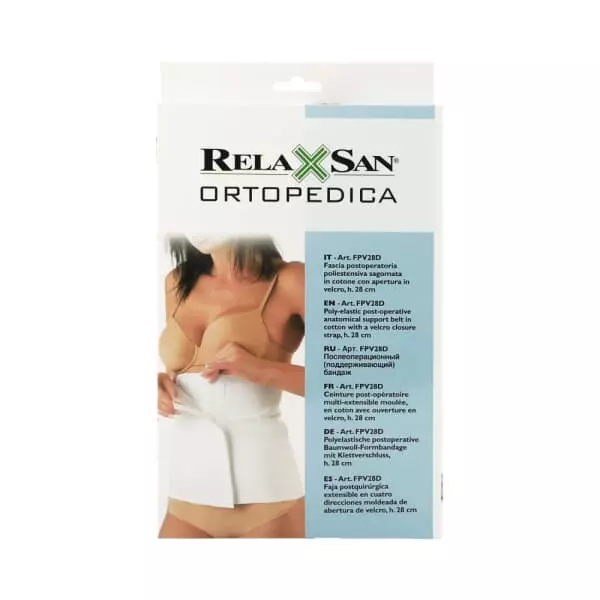 RELAXSAN®
ORTOPEDICA
IT - Art. FPV28D
Fascia postoperatoria
poliestensiva sagomata
in cotone con apertura in
velcro, h. 28 cm
EN - Art. FPV28D
Poly-elastic post-operative
anatomical support belt in
cotton with a velcro closure
strap, h. 28 cm
RU - Арт. FPV28D
Послеоперационный
(поддерживающий)
бандаж
FR - Art. FPV28D
Ceinture post-opératoire
multi-extensible moulée,
en coton avec ouverture en
velcro, h. 28 cm
DE - Art. FPV28D
Polyelastische postoperative
Baumwoll-Formbandage
mit Klettverschluss,
h. 28 cm
ES - Art. FPV28D
Faja postquirúrgica
extensible en cuatro
direcciones moldeada de
abertura de velcro, h. 28 cm